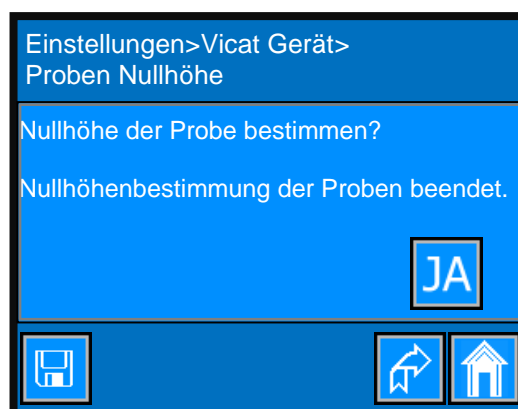 Einstellungen>Vicat Gerät>
Proben Nullhöhe
Nullhöhe der Probe bestimmen?
Nullhöhenbestimmung der Proben beendet.
JA